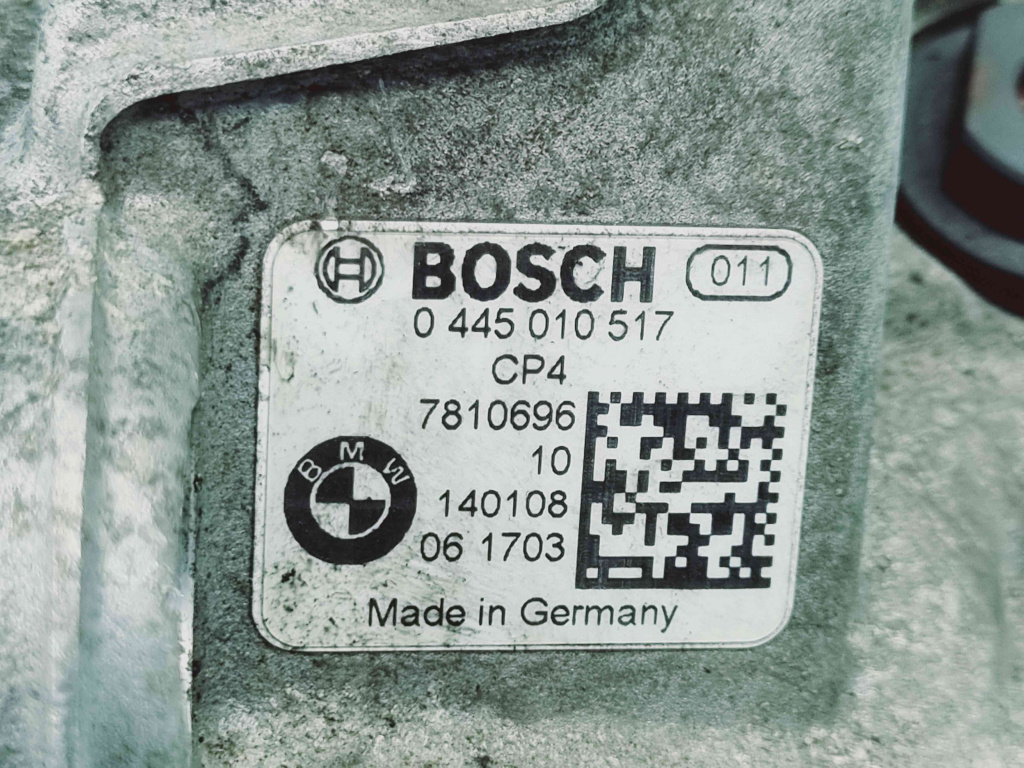 BOSCH 011
0 445 010 517
CP4
7810696
10
BMW
140108
06 1703
Made in Germany